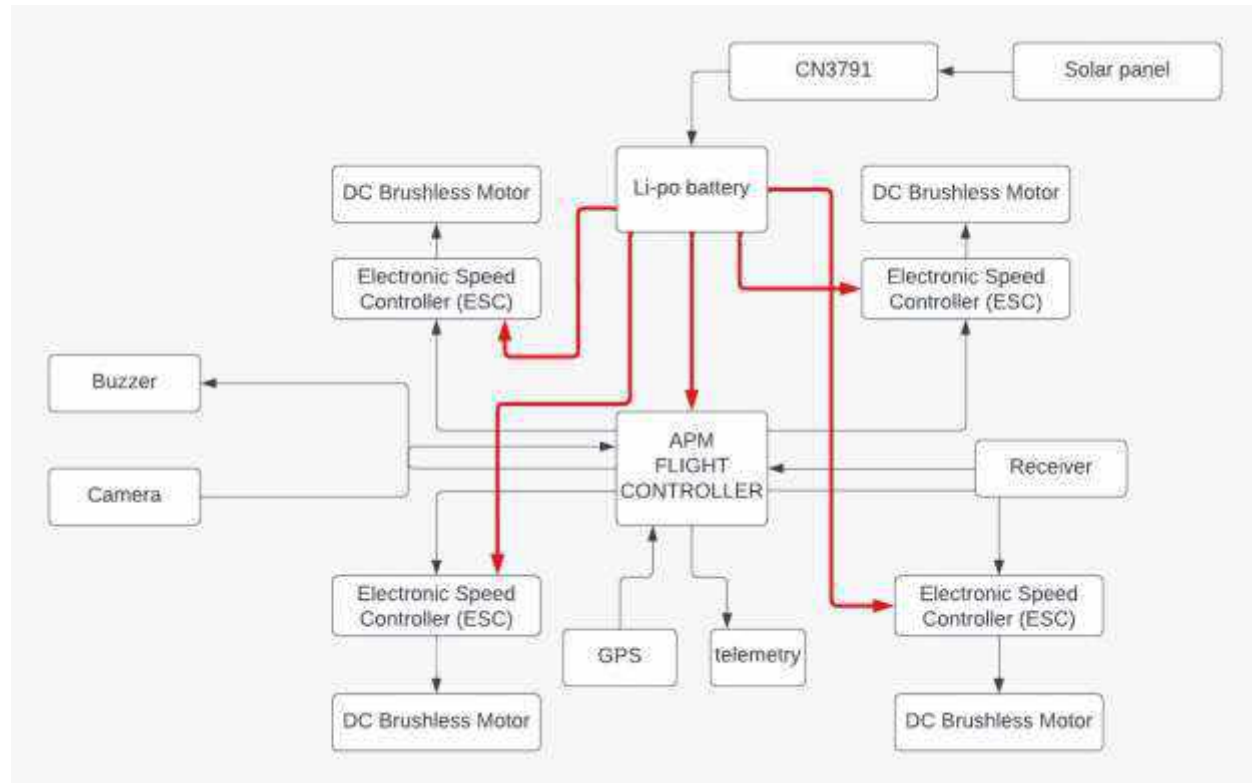 CN3791
Solar panel
Li-po battery
DC Brushless Motor
DC Brushless Motor
Electronic Speed
Controller (ESC)
Electronic Speed
Controller (ESC)
Buzzer
APM
FLIGHT
CONTROLLER
Receiver
Camera
Electronic Speed
Controller (ESC)
Electronic Speed
Controller (ESC)
GPS
telemetry
DC Brushless Motor
DC Brushless Motor